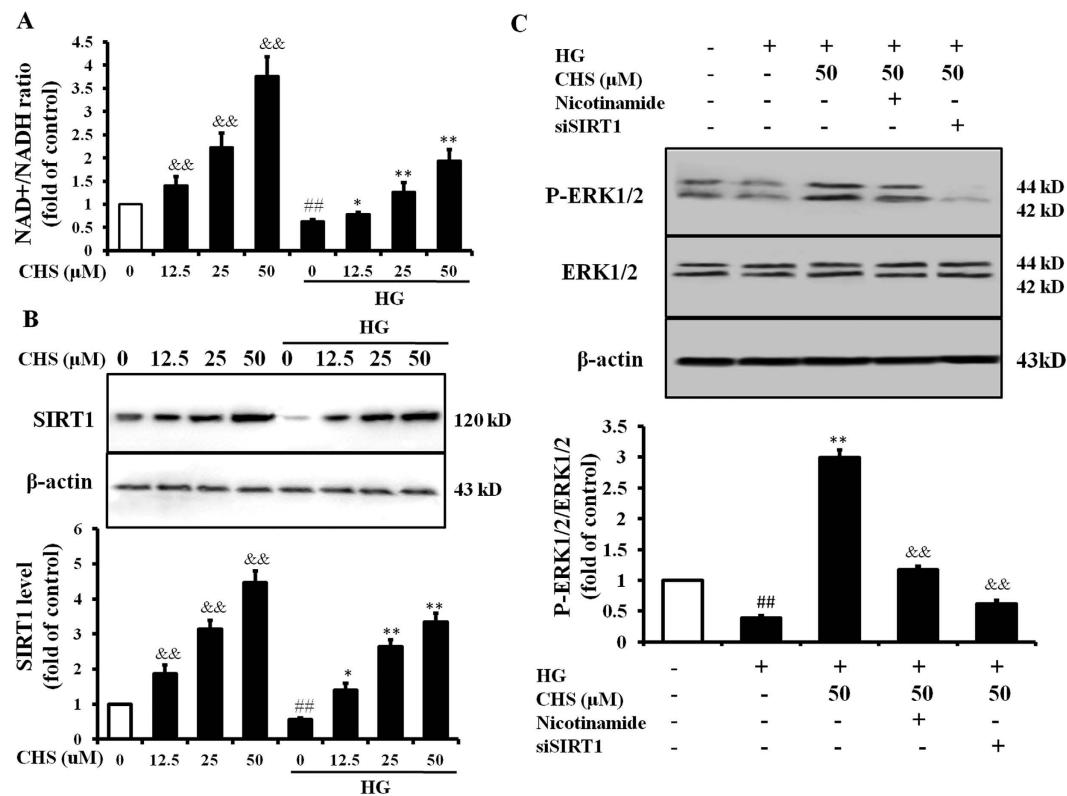 A
NAD+/NADH ratio
(fold of control)
4.5
4
3.5
3
2.5
2
1.5
1
0.5
0
&&
&&
&&
##
*
**
**
CHS (μM) 0 12.5 25 50 0 12.5 25 50
HG
B
HG
CHS (μM) 0 12.5 25 50 0 12.5 25 50
SIRT1 120 kD
β-actin 43 kD
SIRT1 level
(fold of control)
6
5
4
3
2
1
0
&&
&&
&&
##
*
**
**
CHS (uM) 0 12.5 25 50 0 12.5 25 50
HG
C
HG - + + + +
CHS (μM) - - 50 50 50
Nicotinamide - - - + -
siSIRT1 - - - - +
P-ERK1/2 44 kD
42 kD
ERK1/2 44 kD
42 kD
β-actin 43kD
P-ERK1/2/ERK1/2
(fold of control)
3.5
3
2.5
2
1.5
1
0.5
0
##
**
&&
&&
HG - + + + +
CHS (μM) - - 50 50 50
Nicotinamide - - - + -
siSIRT1 - - - - +